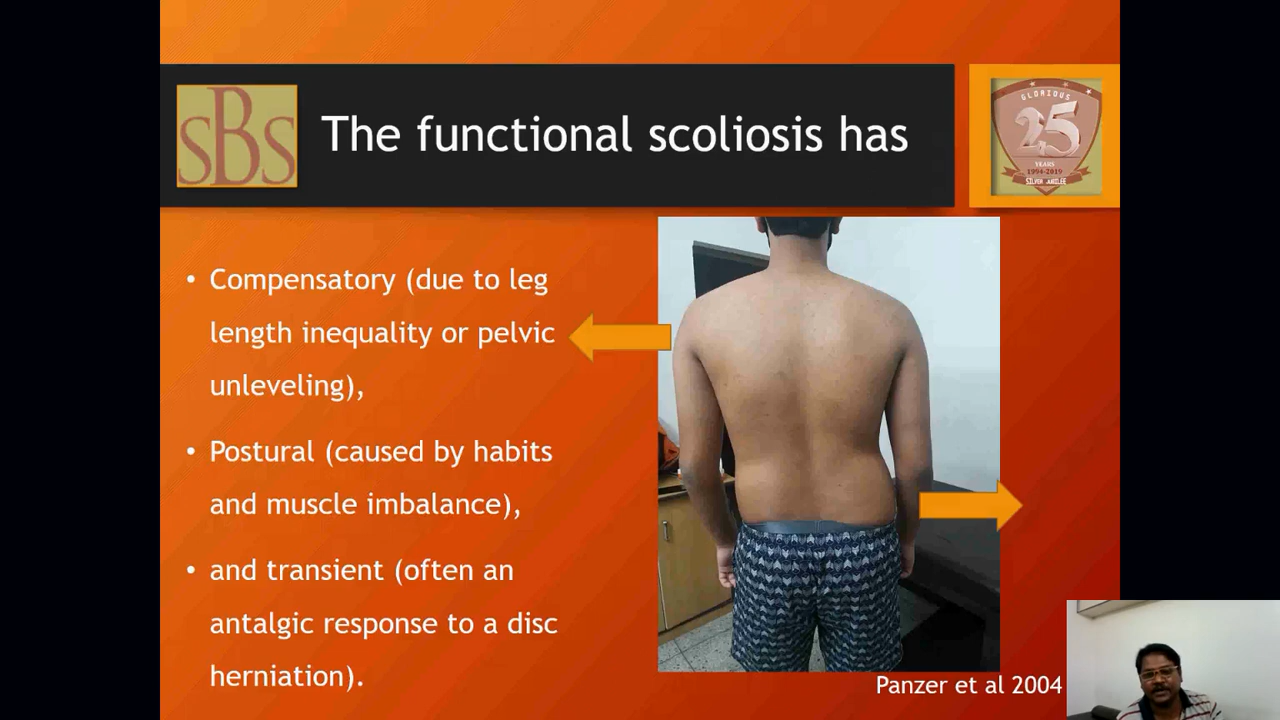 SBS
The functional scoliosis has
GLORIOUS
25
YEARS
1994-2019
SILVER JUBILEE
• Compensatory (due to leg
length inequality or pelvic
unleveling),
• Postural (caused by habits
and muscle imbalance),
• and transient (often an
antalgic response to a disc
herniation).
Panzer et al 2004